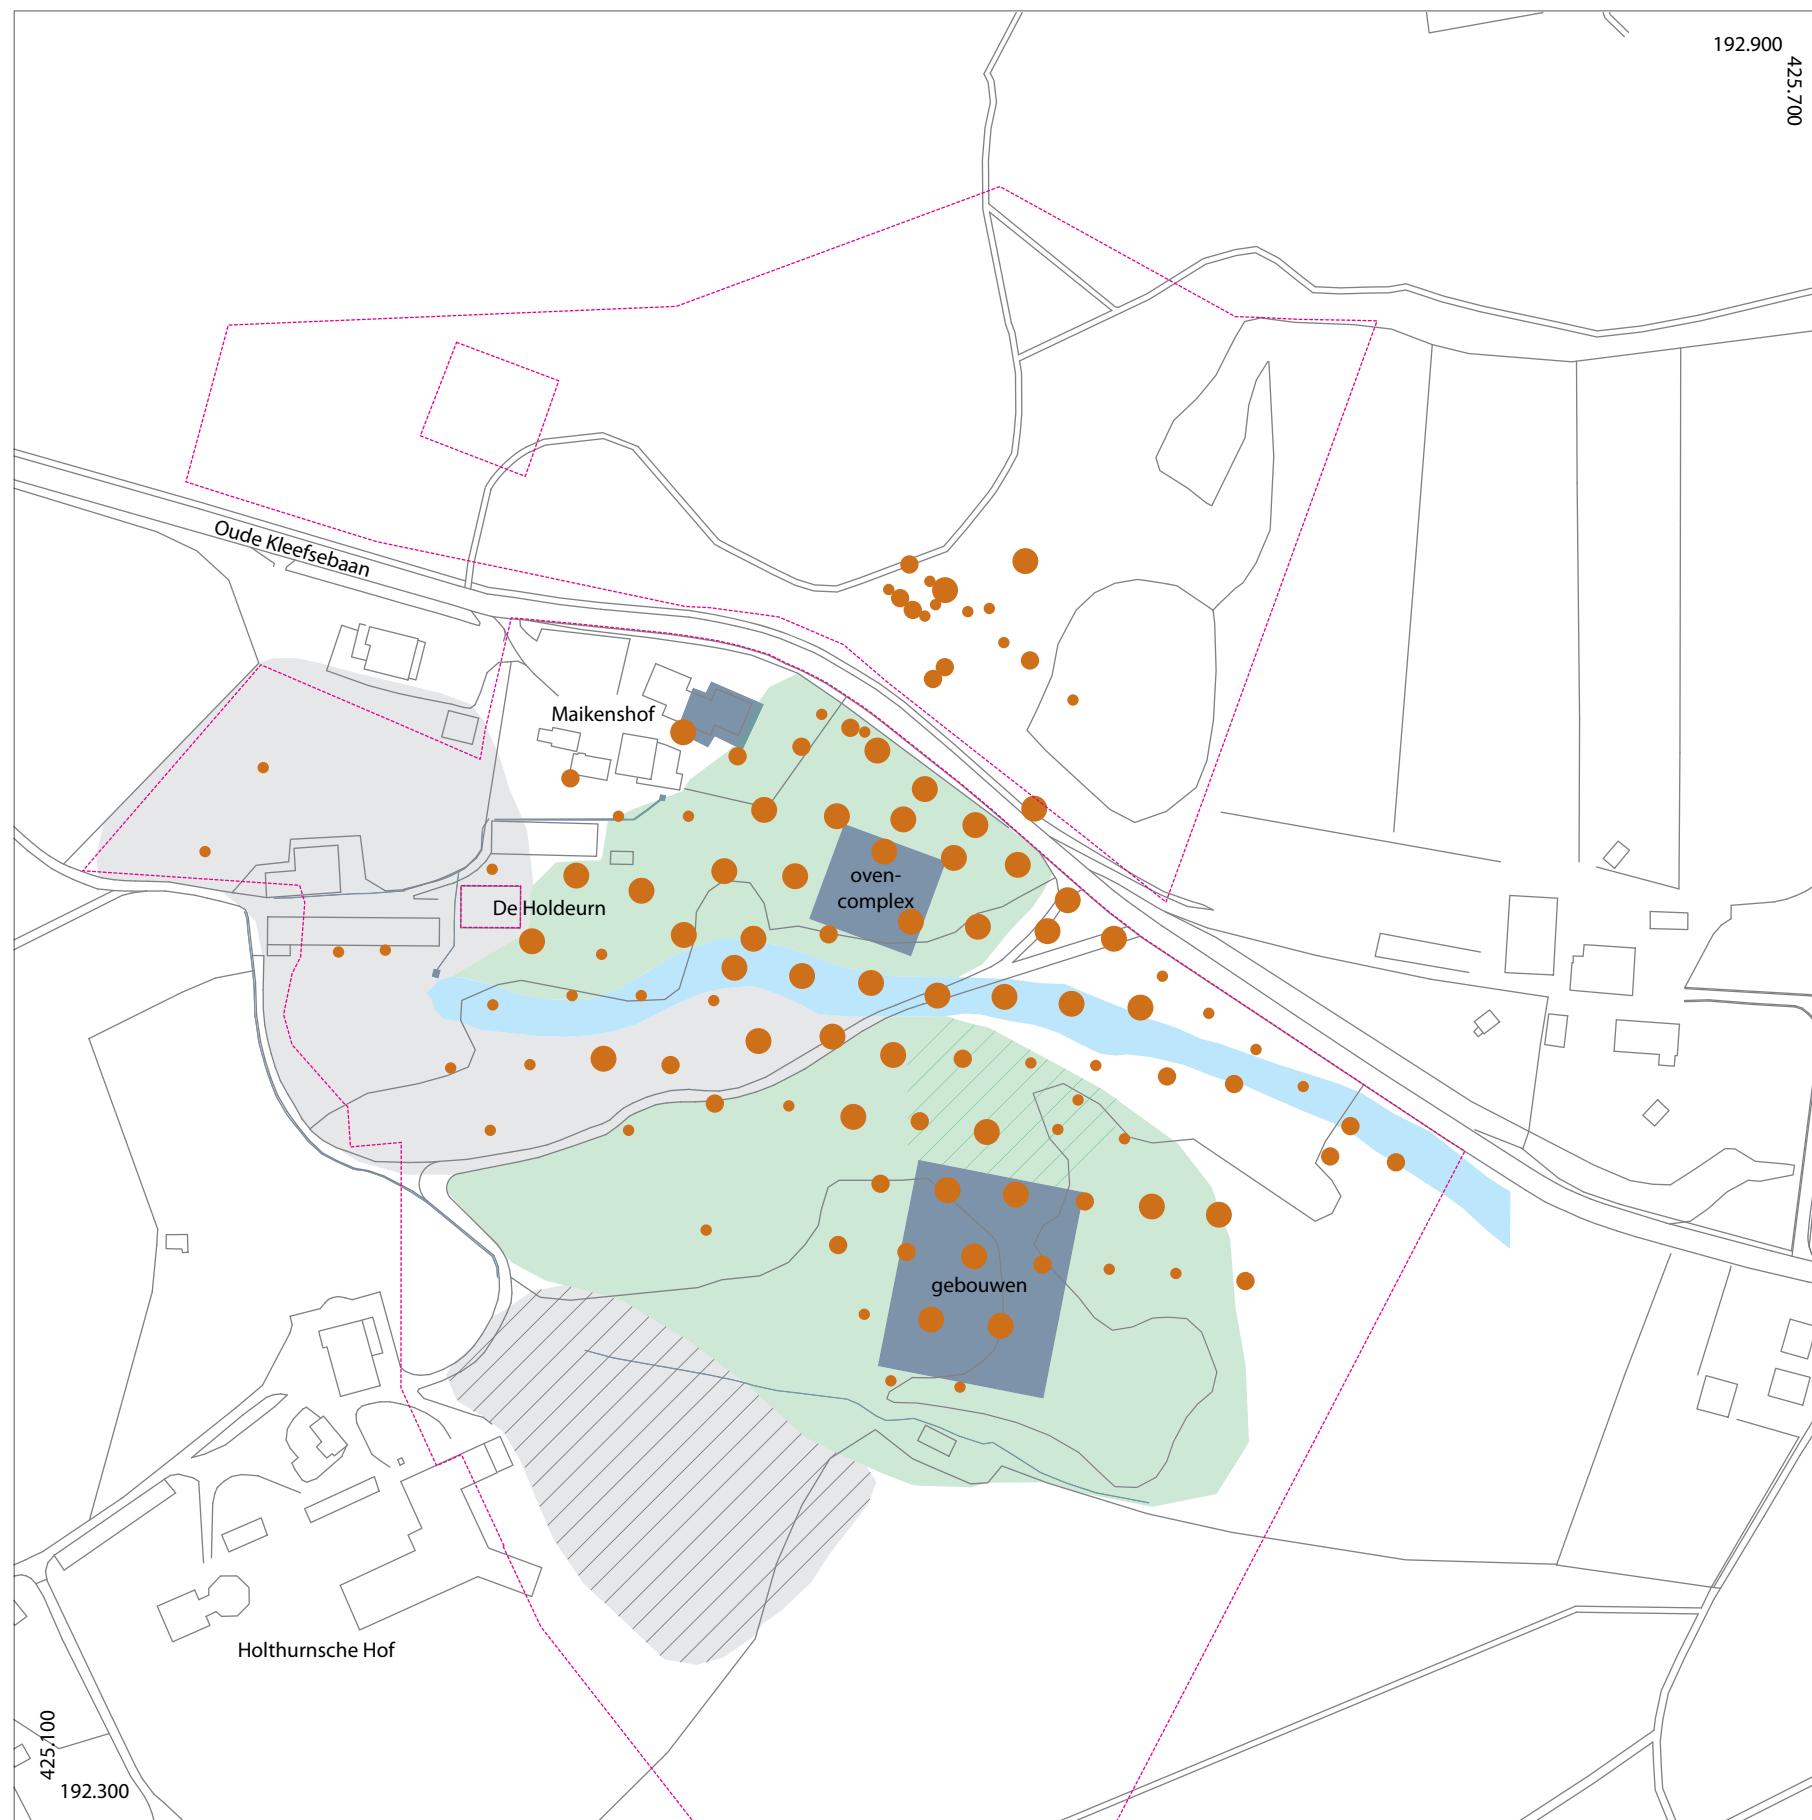 192.900
425.700
Oude Kleefsebaan
Maikenshof
oven-
complex
De Holdeurn
gebouwen
Holthurnsche Hof
425.100
192.300